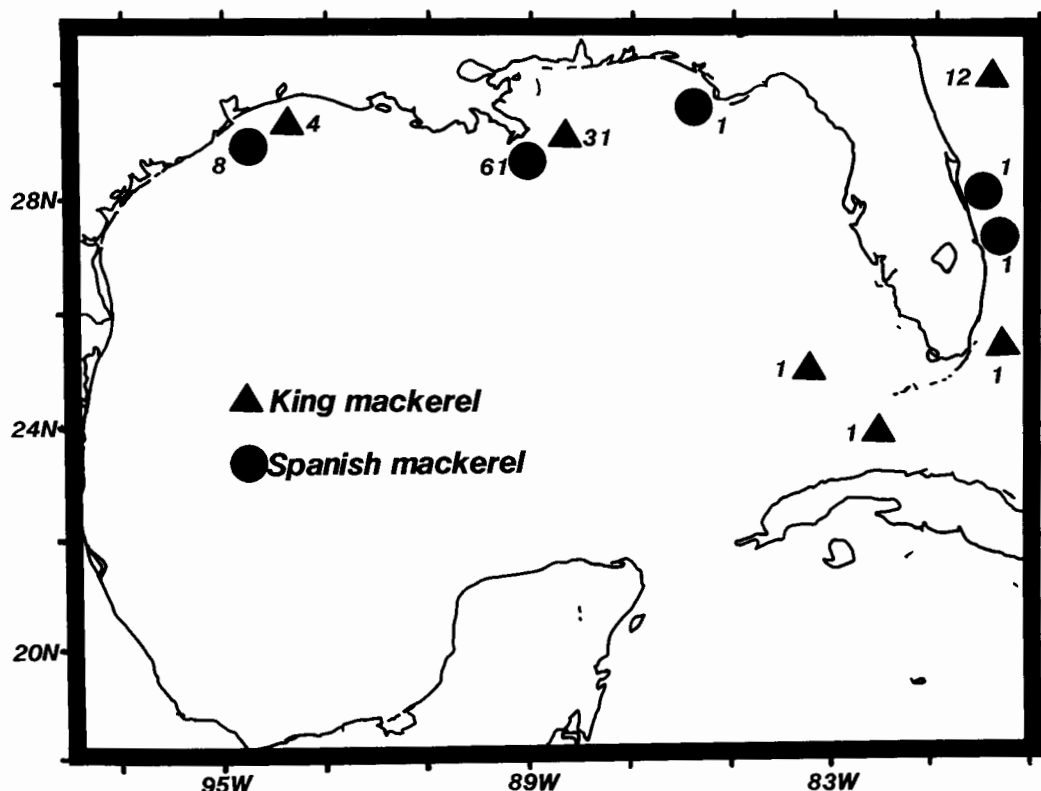 12
4
8
31
61
1
1
28N
1
1
1
King mackerel
24N
1
Spanish mackerel
20N
95W
89W
83W